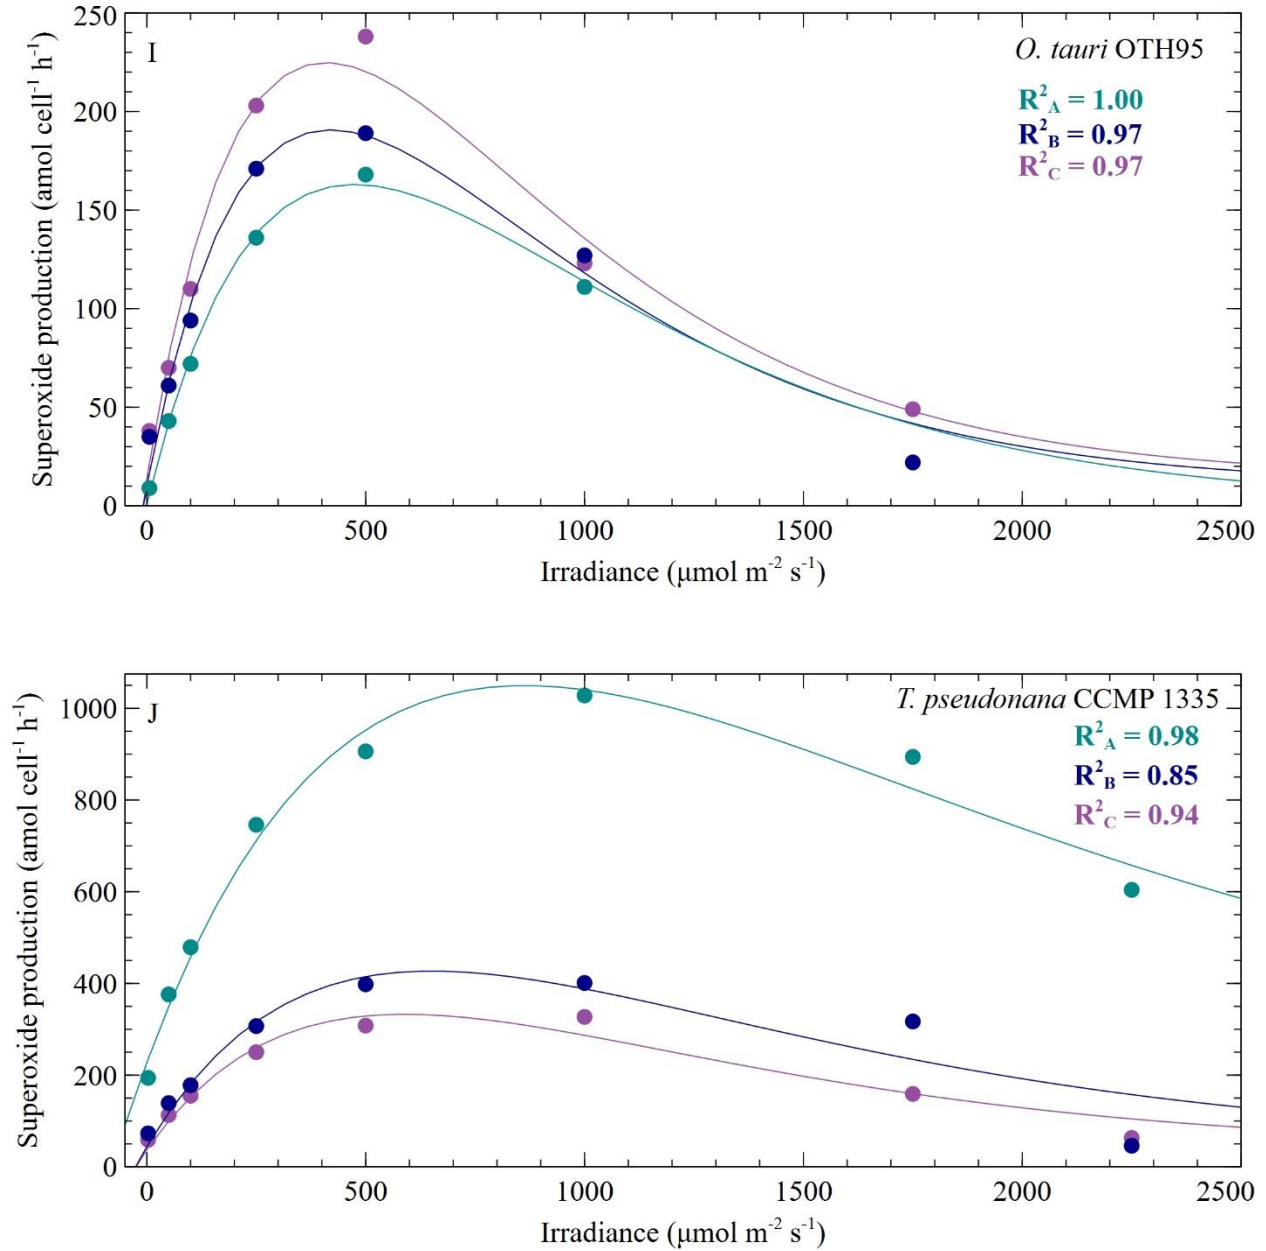 I
O. tauri OTH95
R²A = 1.00
R²B = 0.97
R²C = 0.97
Superoxide production (amol cell⁻¹ h⁻¹)
250
200
150
100
50
0
0 500 1000 1500 2000 2500
Irradiance (μmol m⁻² s⁻¹)
J
T. pseudonana CCMP 1335
R²A = 0.98
R²B = 0.85
R²C = 0.94
Superoxide production (amol cell⁻¹ h⁻¹)
1000
800
600
400
200
0
0 500 1000 1500 2000 2500
Irradiance (μmol m⁻² s⁻¹)